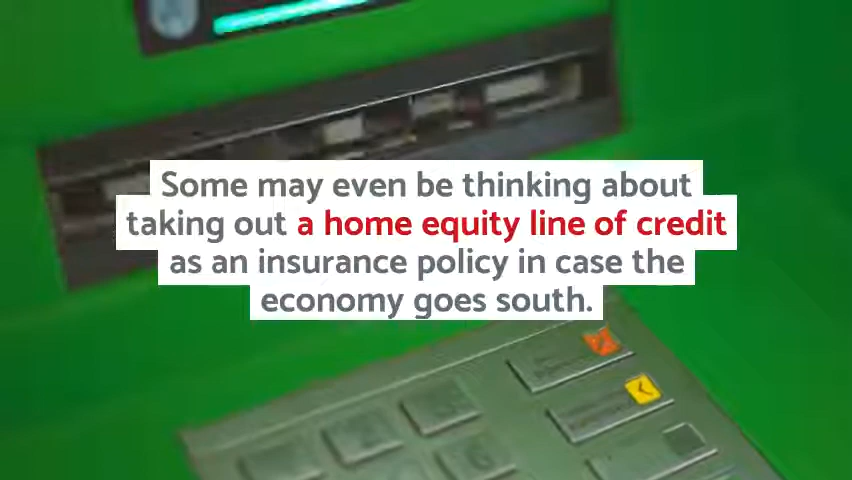 Some may even be thinking about
taking out a home equity line of credit
as an insurance policy in case the
economy goes south.